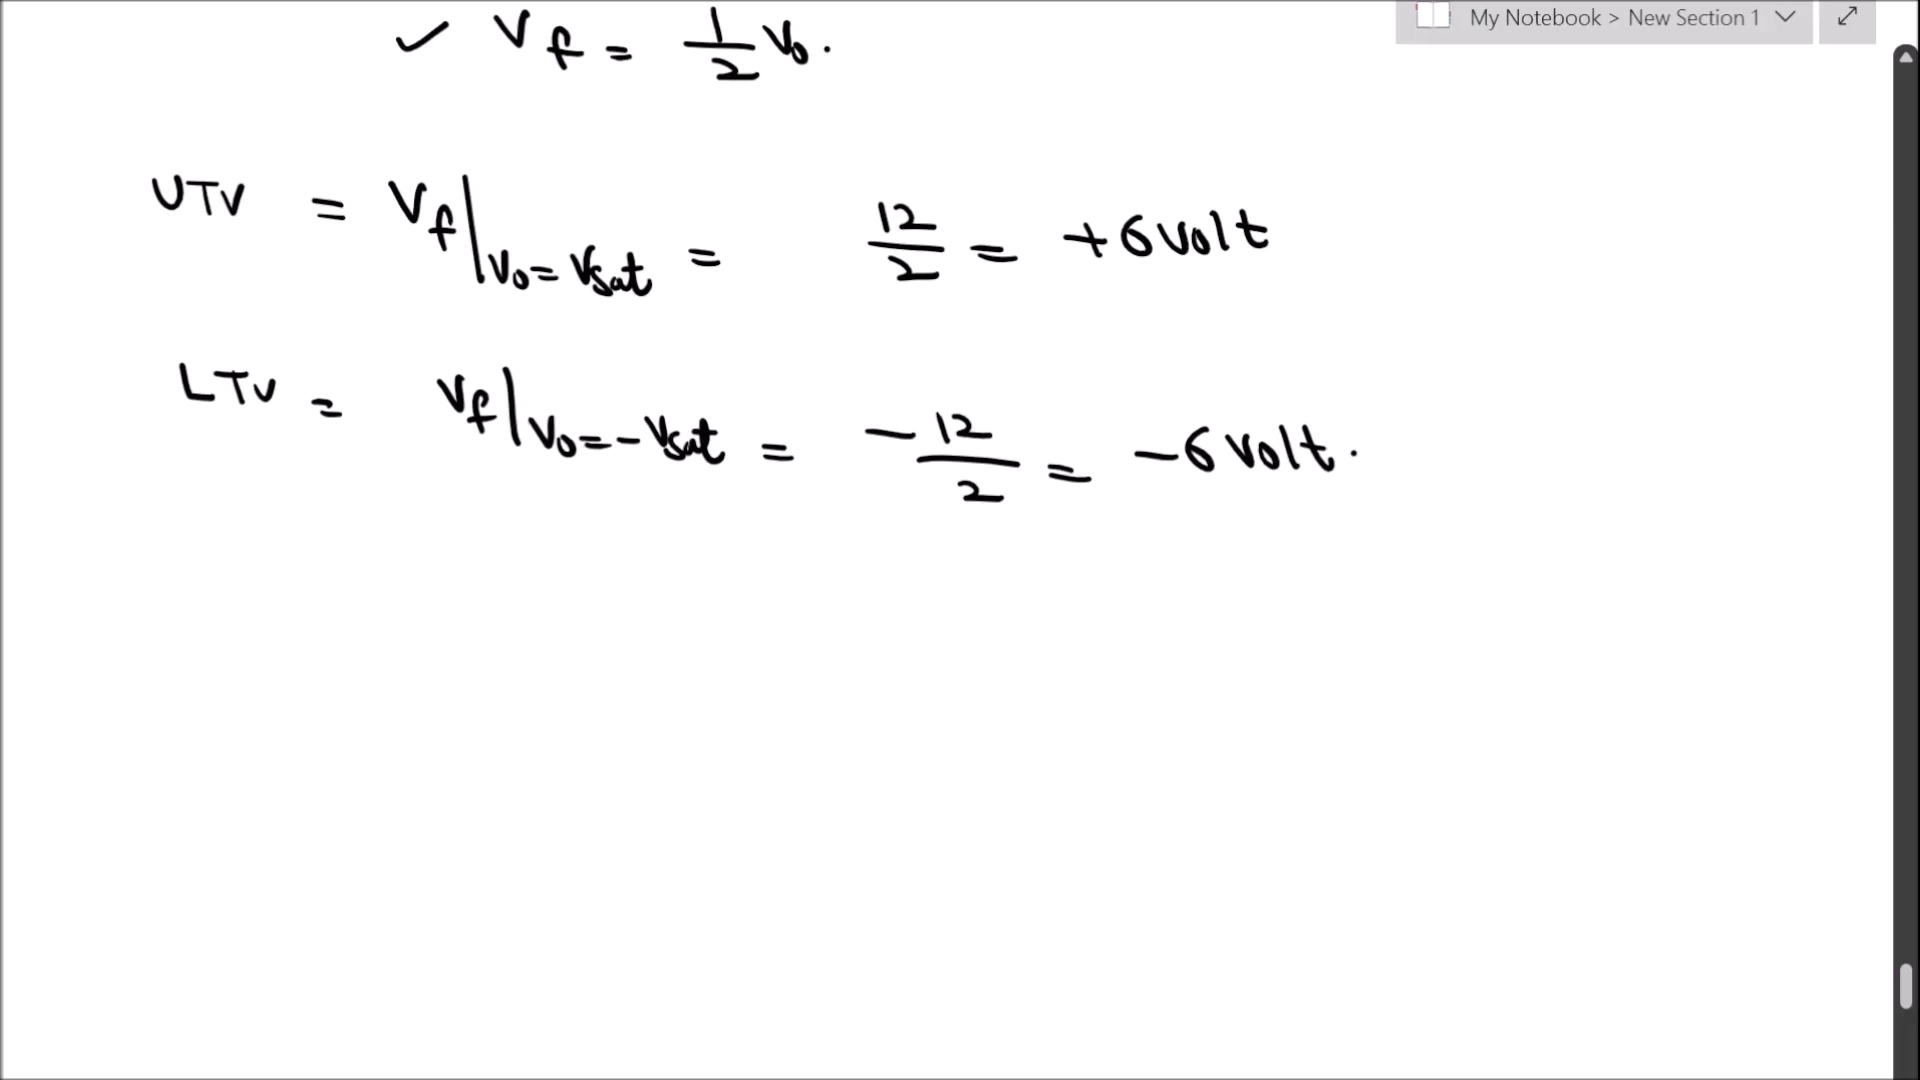 My Notebook > New Section 1
✓ Vf = 1/2 Vo.
UTV = Vf|Vo=Vsat = 12/2 = +6 volt
LTV = Vf|Vo=-Vsat = -12/2 = -6 volt.